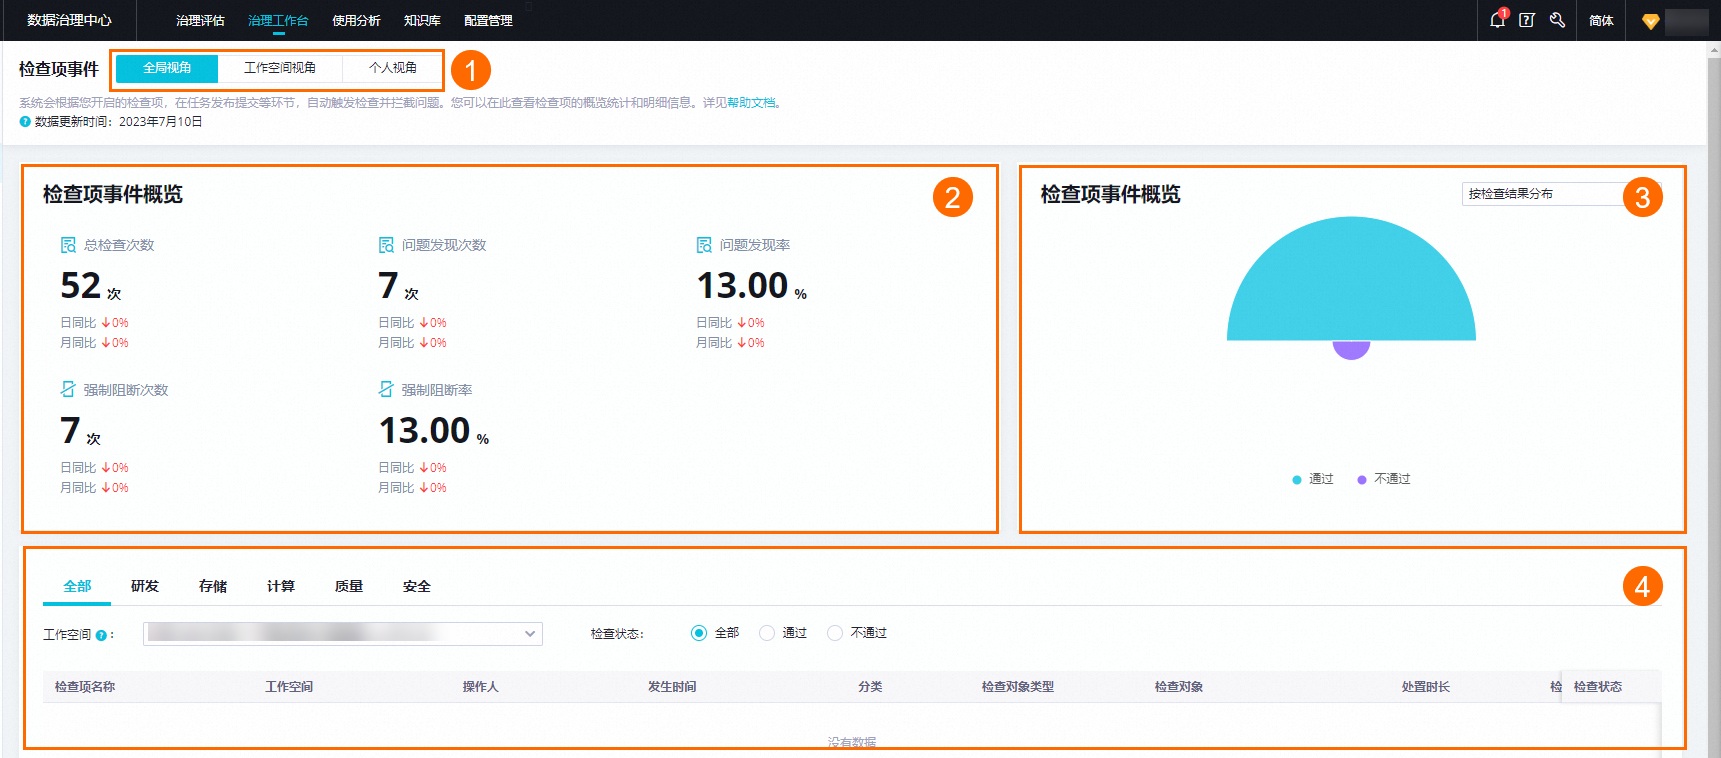 数据治理中心 治理评估 治理工作台 使用分析 知识库 配置管理 1 简体
检查项事件 全局视角 工作空间视角 个人视角 1
系统会根据您开启的检查项，在任务发布提交等环节，自动触发检查并拦截问题。您可以在此查看检查项的概览统计和明细信息。详见帮助文档。
? 数据更新时间：2023年7月10日
检查项事件概览 2
总检查次数 问题发现次数 问题发现率
52 次 7 次 13.00 %
日同比 ↓0% 日同比 ↓0% 日同比 ↓0%
月同比 ↓0% 月同比 ↓0% 月同比 ↓0%
强制阻断次数 强制阻断率
7 次 13.00 %
日同比 ↓0% 日同比 ↓0%
月同比 ↓0% 月同比 ↓0%
检查项事件概览 按检查结果分布 3
通过 不通过
全部 研发 存储 计算 质量 安全 4
工作空间 ?： 检查状态： 全部 通过 不通过
检查项名称 工作空间 操作人 发生时间 分类 检查对象类型 检查对象 处置时长 检 检查状态
没有数据